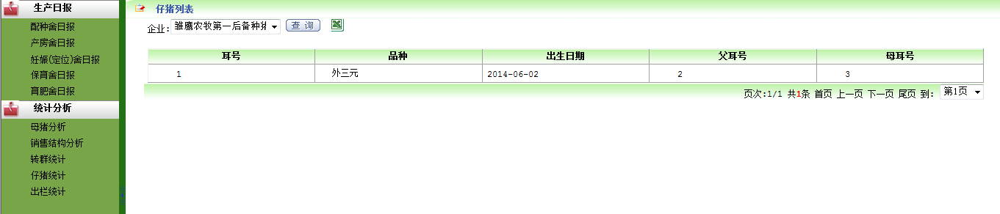 生产日报
配种舍日报
产房舍日报
妊娠(定位)舍日报
保育舍日报
育肥舍日报
统计分析
母猪分析
销售结构分析
转群统计
仔猪统计
出栏统计
仔猪列表
企业: 雏鹰农牧第一后备种猪 查 询
耳号 品种 出生日期 父耳号 母耳号
1 外三元 2014-06-02 2 3
页次:1/1 共1条 首页 上一页 下一页 尾页 到: 第1页